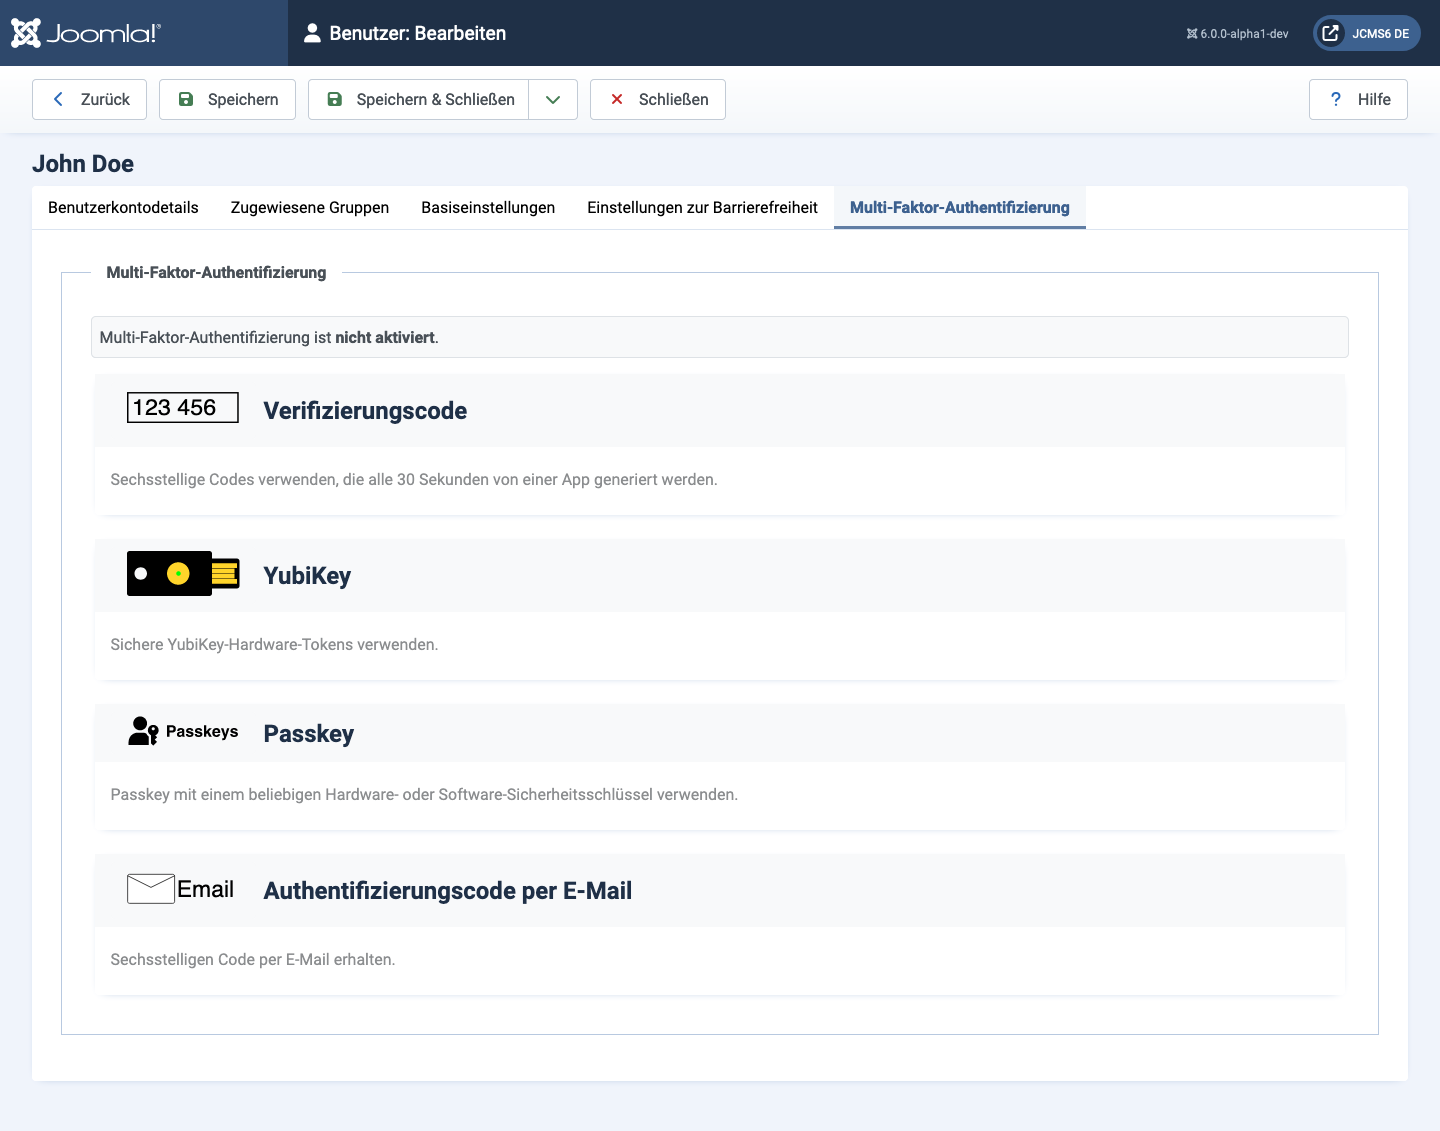 Joomla!®
Benutzer: Bearbeiten
6.0.0-alpha1-dev
JCMS6 DE
Zurück
Speichern
Speichern & Schließen
Schließen
? Hilfe
John Doe
Benutzerkontodetails
Zugewiesene Gruppen
Basiseinstellungen
Einstellungen zur Barrierefreiheit
Multi-Faktor-Authentifizierung
Multi-Faktor-Authentifizierung
Multi-Faktor-Authentifizierung ist nicht aktiviert.
123 456
Verifizierungscode
Sechsstellige Codes verwenden, die alle 30 Sekunden von einer App generiert werden.
YubiKey
Sichere YubiKey-Hardware-Tokens verwenden.
Passkeys
Passkey
Passkey mit einem beliebigen Hardware- oder Software-Sicherheitsschlüssel verwenden.
Email
Authentifizierungscode per E-Mail
Sechsstelligen Code per E-Mail erhalten.